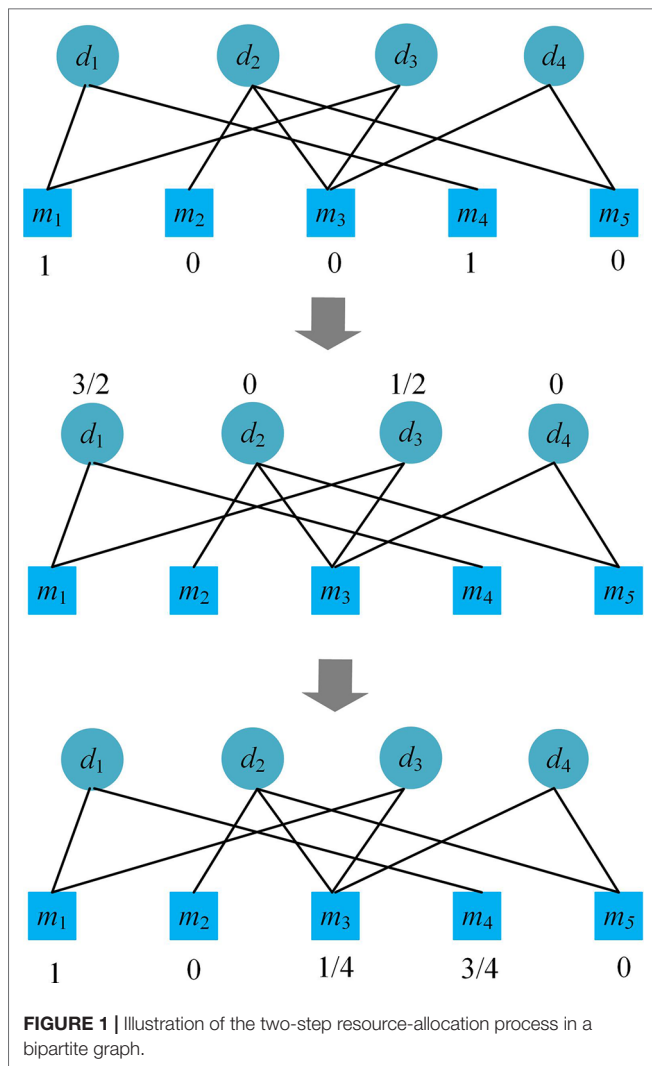 d1 d2 d3 d4
m1 m2 m3 m4 m5
1 0 0 1 0
3/2 0 1/2 0
d1 d2 d3 d4
m1 m2 m3 m4 m5
d1 d2 d3 d4
m1 m2 m3 m4 m5
1 0 1/4 3/4 0
FIGURE 1 | Illustration of the two-step resource-allocation process in a
bipartite graph.